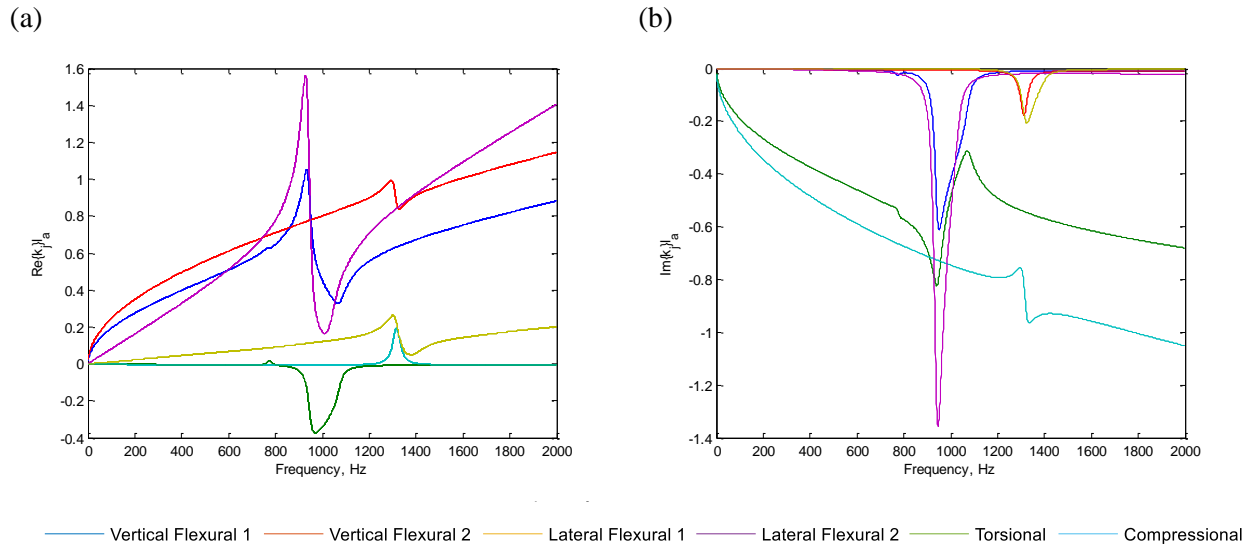 (a)
(b)
1.6
1.4
1.2
1
0.8
0.6
0.4
0.2
0
-0.2
-0.4
Re{kj}la
0 200 400 600 800 1000 1200 1400 1600 1800 2000
Frequency, Hz
0
-0.2
-0.4
-0.6
-0.8
-1
-1.2
-1.4
Im{kj}la
0 200 400 600 800 1000 1200 1400 1600 1800 2000
Frequency, Hz
Vertical Flexural 1 Vertical Flexural 2 Lateral Flexural 1 Lateral Flexural 2 Torsional Compressional